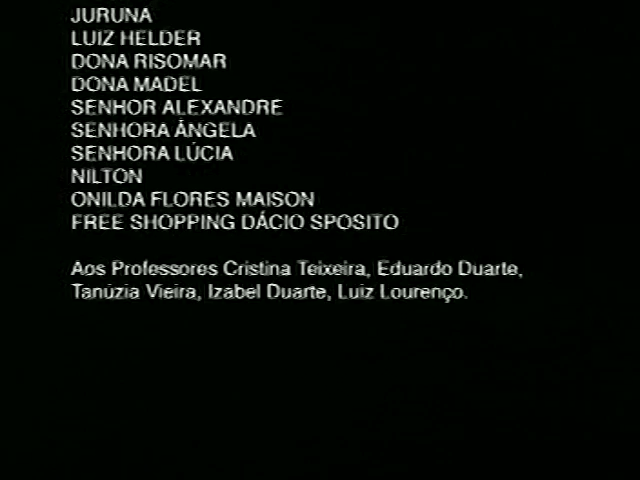 JURUNA
LUIZ HELDER
DONA RISOMAR
DONA MADEL
SENHOR ALEXANDRE
SENHORA ÂNGELA
SENHORA LÚCIA
NILTON
ONILDA FLORES MAISON
FREE SHOPPING DÁCIO SPOSITO
Aos Professores Cristina Teixeira, Eduardo Duarte,
Tanúzia Vieira, Izabel Duarte, Luiz Lourenço.